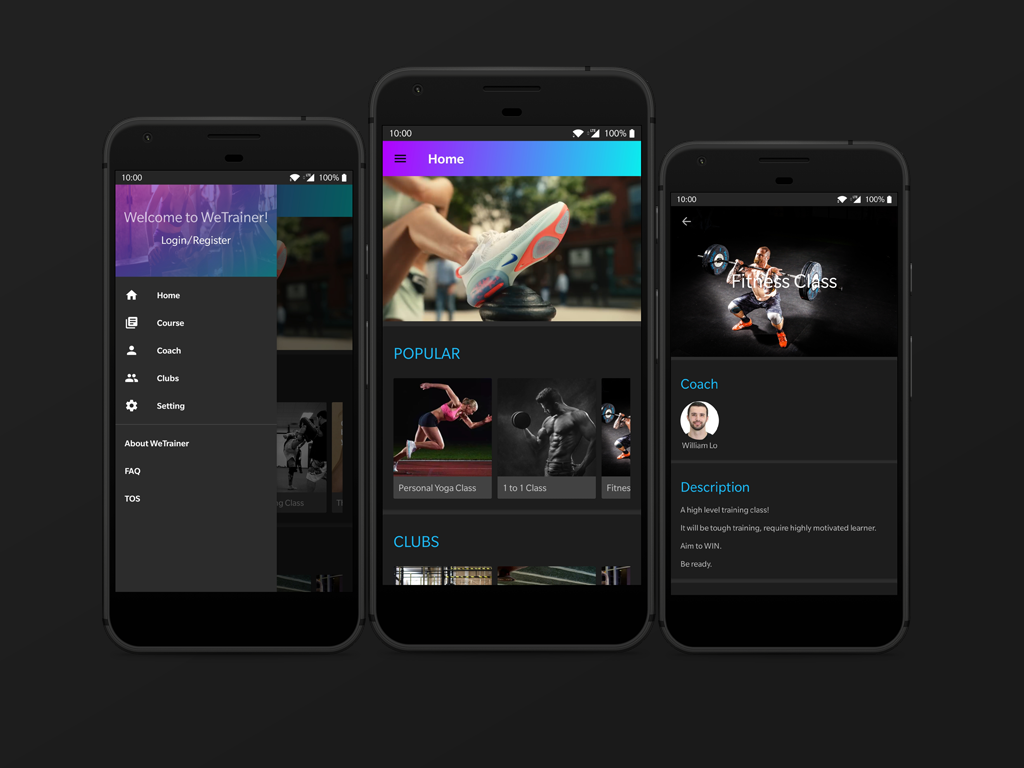 10:00
100%
Welcome to WeTrainer!
Login/Register
Home
Course
Coach
Clubs
Setting
About WeTrainer
FAQ
TOS
ng Class
10:00
100%
Home
POPULAR
Personal Yoga Class
1 to 1 Class
Fitnes
CLUBS
10:00
100%
Fitness Class
Coach
William Lo
Description
A high level training class!
It will be tough training, require highly motivated learner.
Aim to WIN.
Be ready.